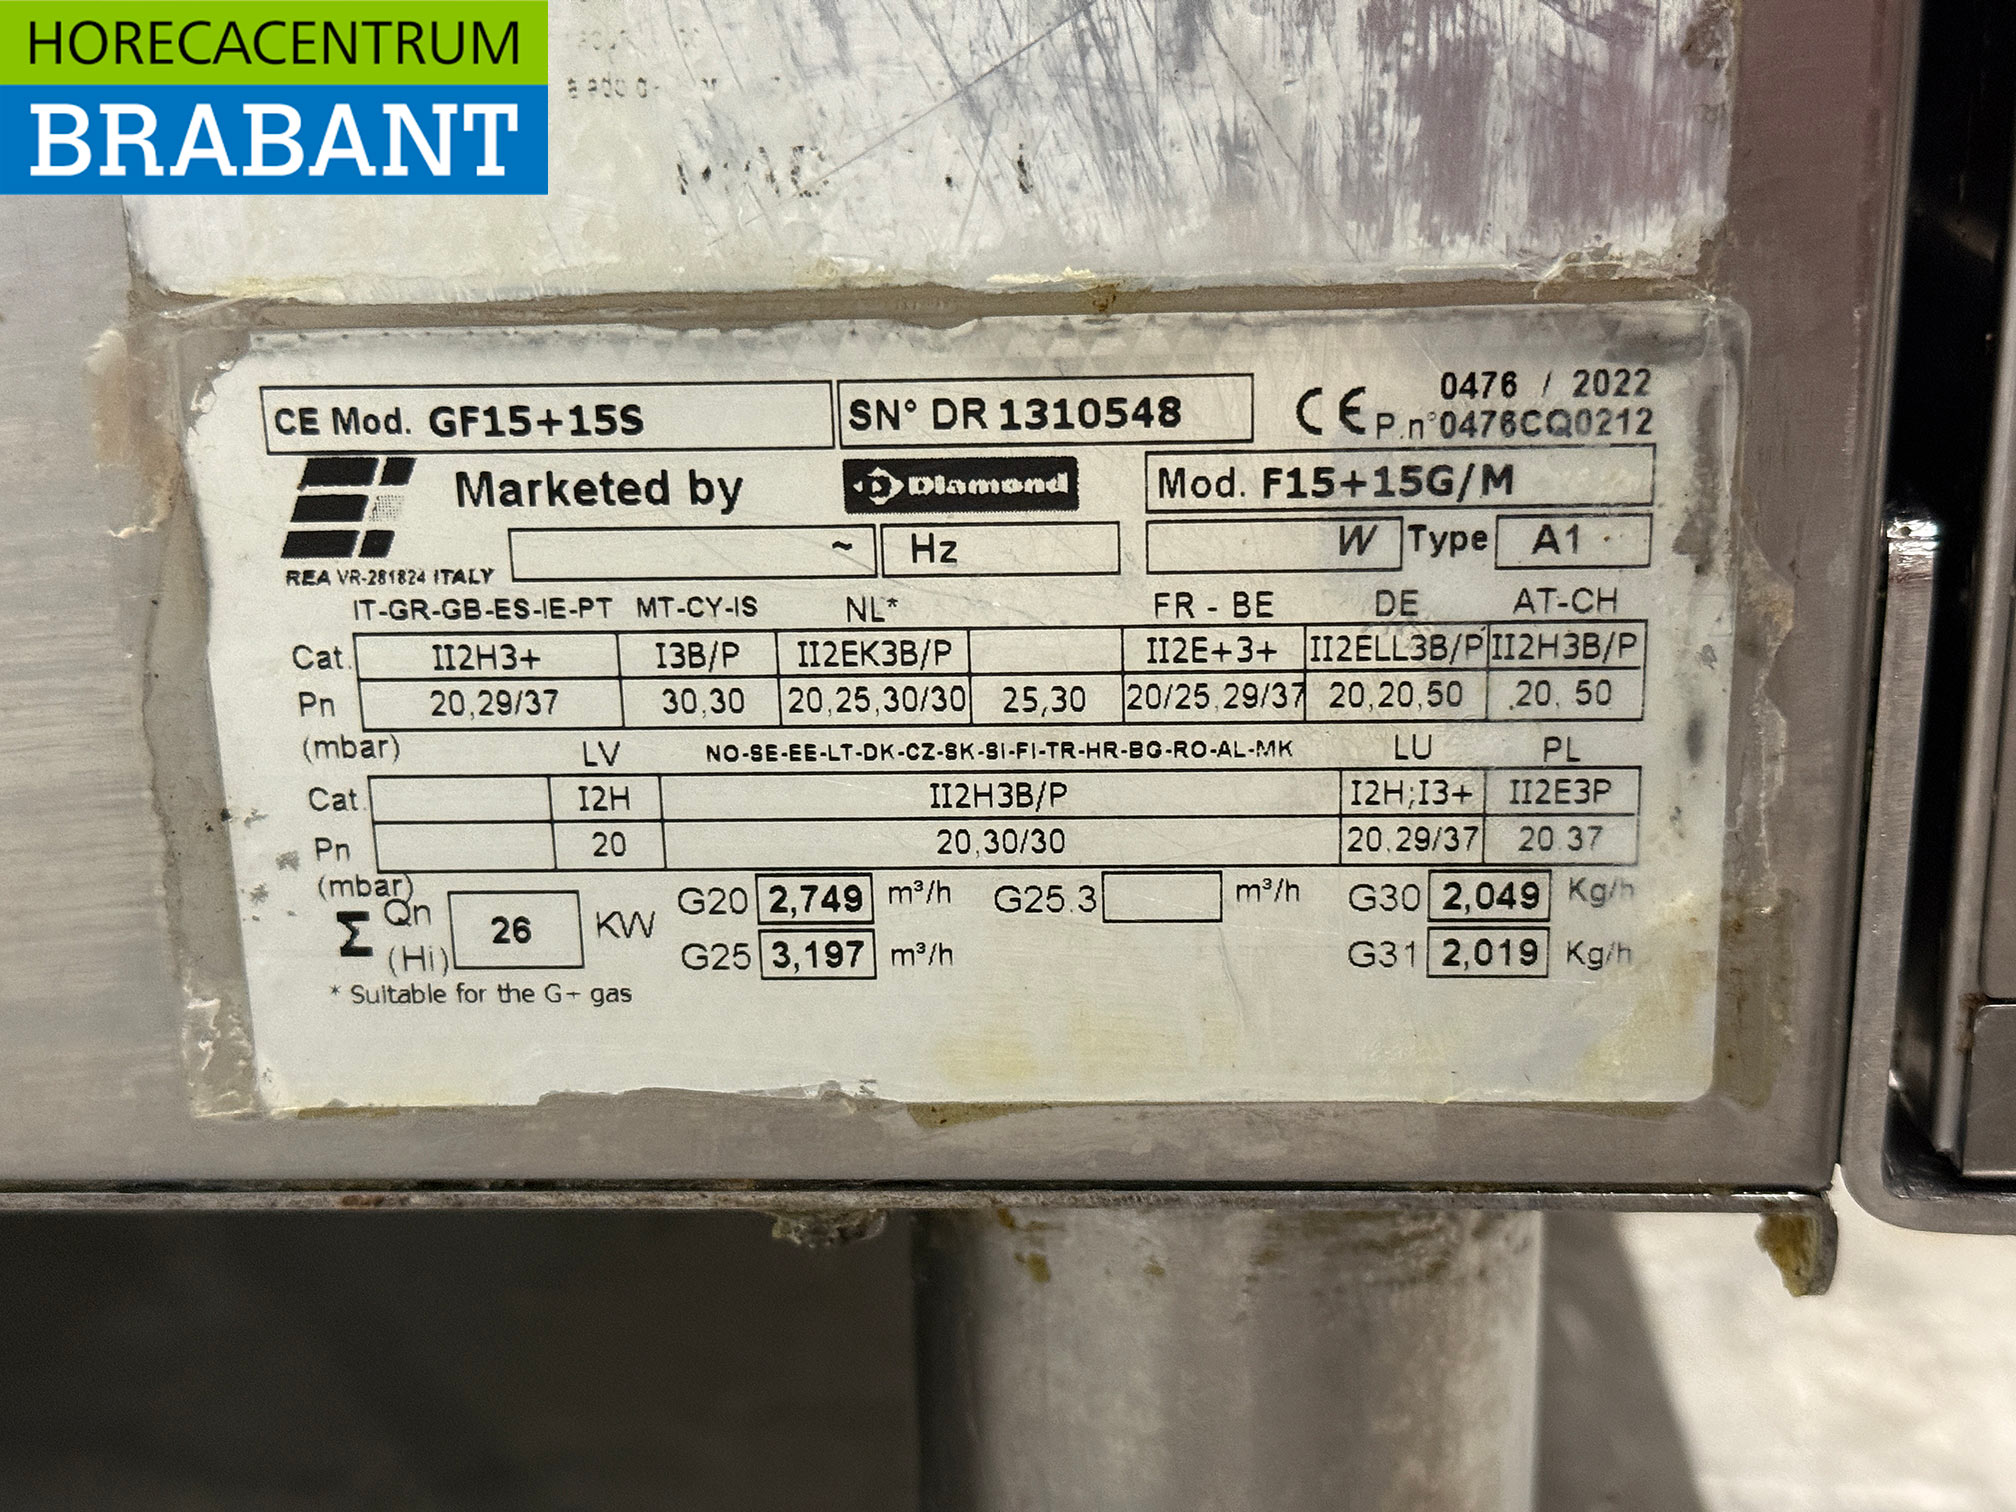 HORECACENTRUM
BRABANT
CE Mod. GF15+15S
SN° DR 1310548
CE 0476 / 2022
P.n°0476CQ0212
Marketed by Diamond
Mod. F15+15G/M
~ Hz W Type A1
REA VR-281824 ITALY
IT-GR-GB-ES-IE-PT MT-CY-IS NL* FR - BE DE AT-CH
Cat. II2H3+ I3B/P II2EK3B/P II2E+3+ II2ELL3B/P II2H3B/P
Pn 20,29/37 30,30 20,25,30/30 25,30 20/25,29/37 20,20,50 20, 50
(mbar) LV NO-SE-EE-LT-DK-CZ-SK-SI-FI-TR-HR-BG-RO-AL-MK LU PL
Cat. I2H II2H3B/P I2H;I3+ II2E3P
Pn 20 20,30/30 20.29/37 20.37
(mbar)
Σ Qn (Hi) 26 KW
G20 2,749 m³/h G25.3 m³/h G30 2,049 Kg/h
G25 3,197 m³/h G31 2,019 Kg/h
* Suitable for the G+ gas